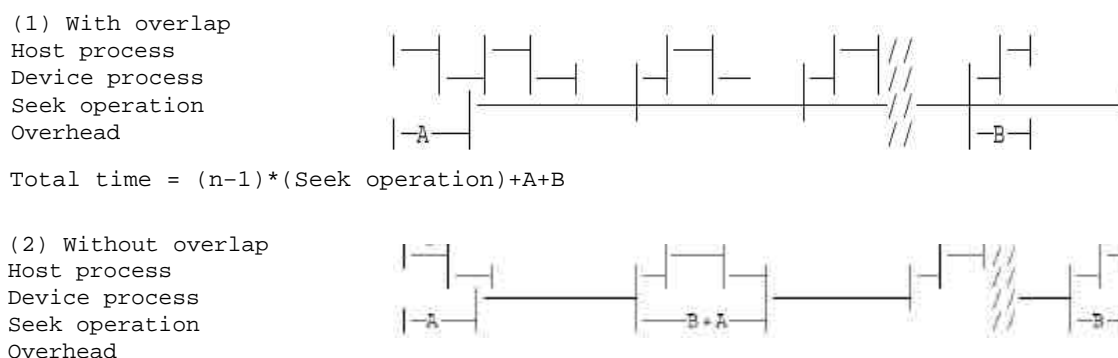 (1) With overlap
Host process
Device process
Seek operation
Overhead
A
B
Total time = (n-1)*(Seek operation)+A+B
(2) Without overlap
Host process
Device process
Seek operation
Overhead
A
B+A
B